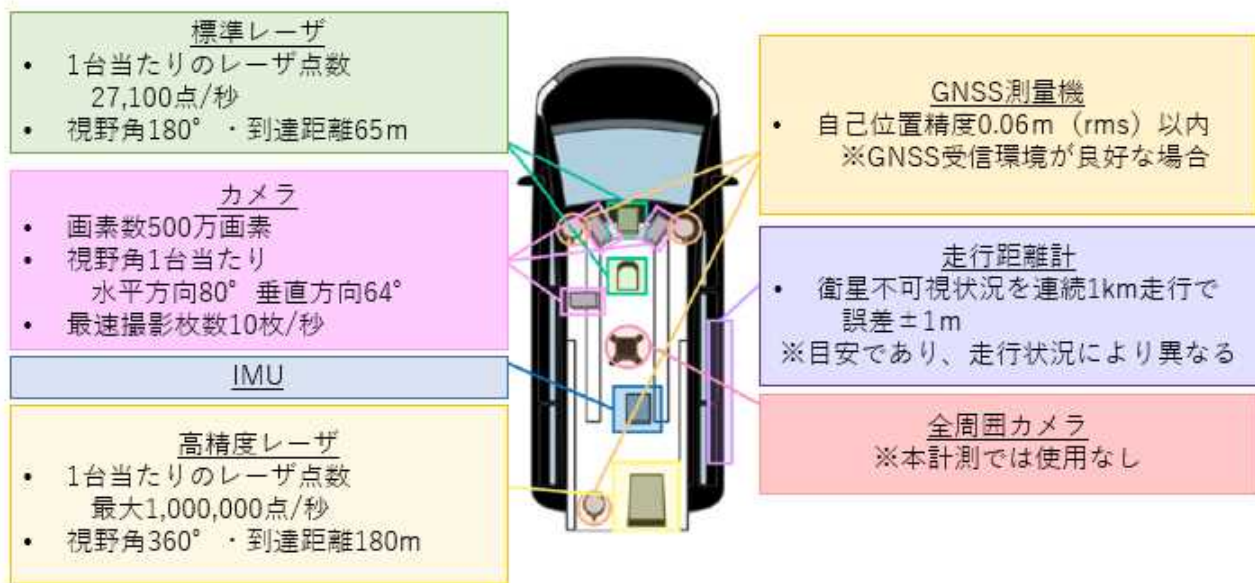 標準レーザ
• 1台当たりのレーザ点数
27,100点/秒
• 視野角180°・到達距離65m
カメラ
• 画素数500万画素
• 視野角1台当たり
水平方向80° 垂直方向64°
• 最速撮影枚数10枚/秒
IMU
高精度レーザ
• 1台当たりのレーザ点数
最大1,000,000点/秒
• 視野角360°・到達距離180m
GNSS測量機
• 自己位置精度0.06m（rms）以内
※GNSS受信環境が良好な場合
走行距離計
• 衛星不可視状況を連続1km走行で
誤差±1m
※目安であり、走行状況により異なる
全周囲カメラ
※本計測では使用なし